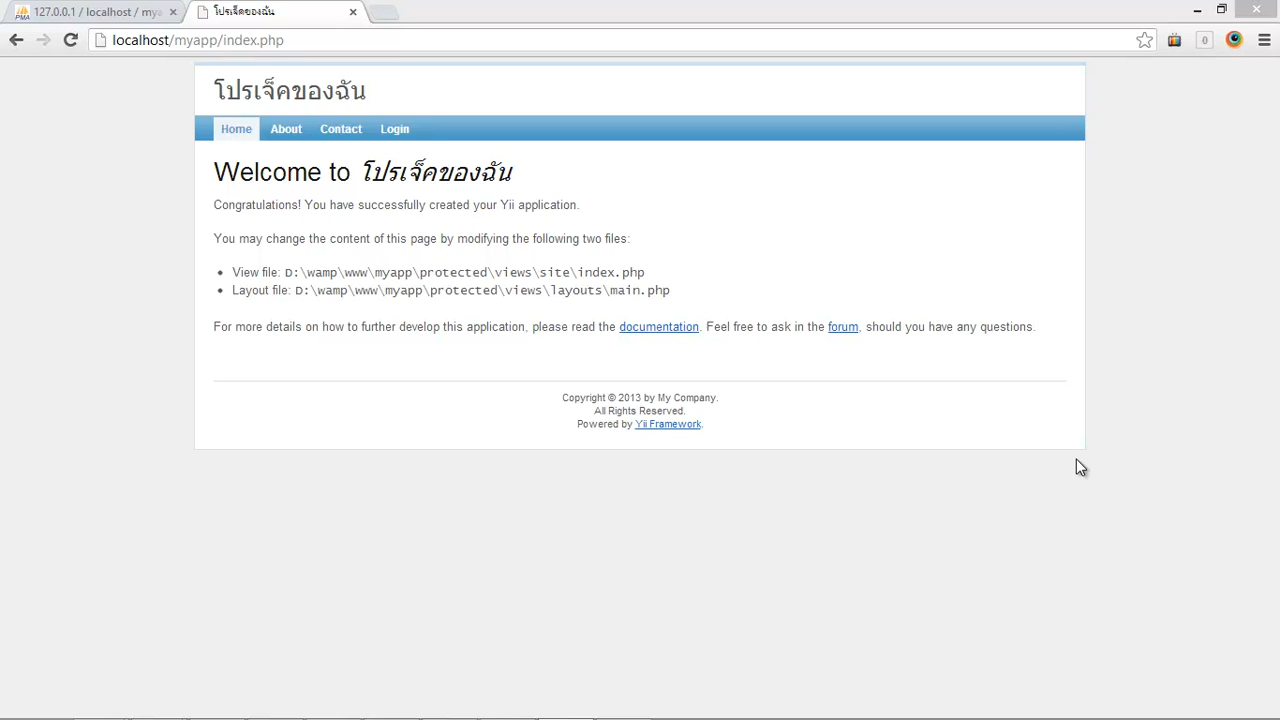 127.0.0.1 / localhost / mya
โปรเจ็คของฉัน
localhost/myapp/index.php
0
โปรเจ็คของฉัน
Home About Contact Login
Welcome to โปรเจ็คของฉัน
Congratulations! You have successfully created your Yii application.
You may change the content of this page by modifying the following two files:
• View file: D:\wamp\www\myapp\protected\views\site\index.php
• Layout file: D:\wamp\www\myapp\protected\views\layouts\main.php
For more details on how to further develop this application, please read the documentation. Feel free to ask in the forum, should you have any questions.
Copyright © 2013 by My Company.
All Rights Reserved.
Powered by Yii Framework.